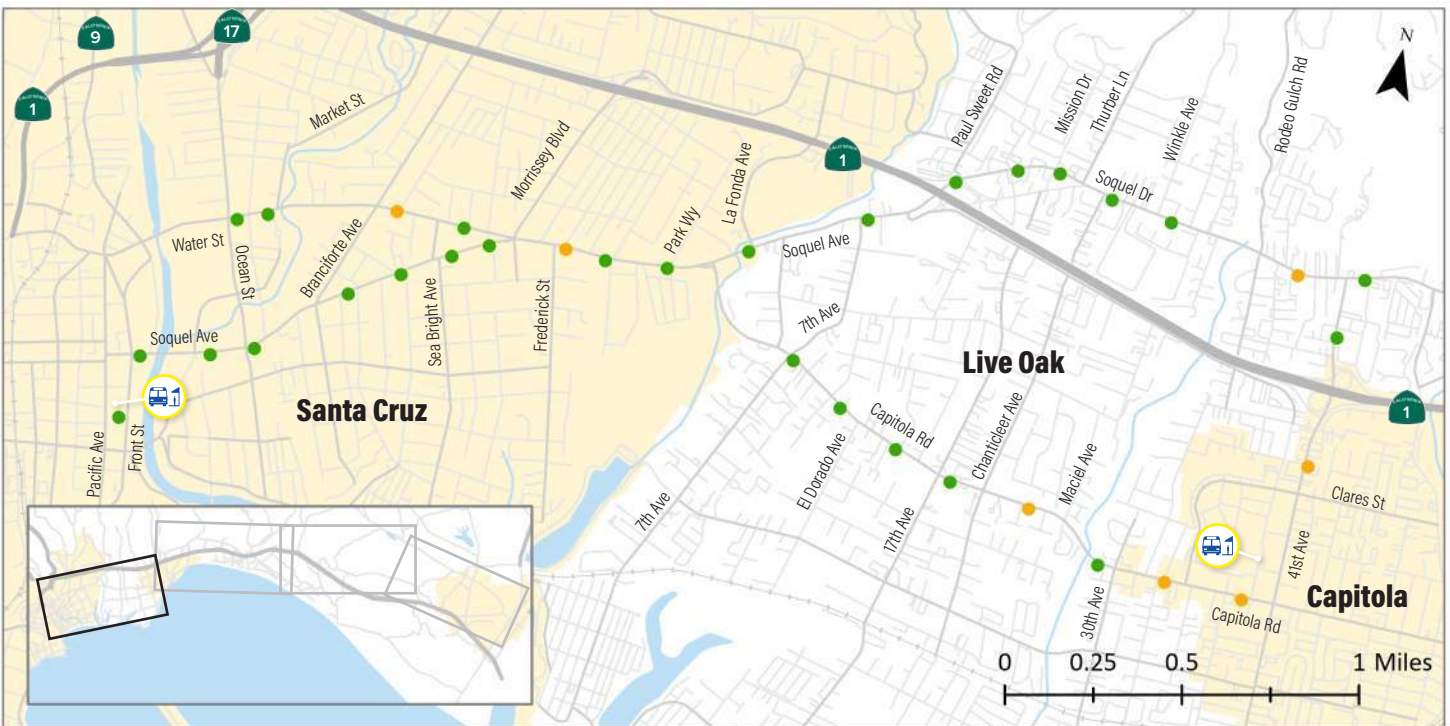 9
17
1
N
Market St
Morrissey Blvd
La Fonda Ave
Paul Sweet Rd
Mission Dr
Thurber Ln
Winkle Ave
Rodeo Gulch Rd
CALIFORNIA
1
Soquel Dr
Water St
Ocean St
Branciforte Ave
Park Wy
Soquel Ave
Sea Bright Ave
Frederick St
7th Ave
Soquel Ave
Live Oak
Santa Cruz
1
Pacific Ave
Front St
Capitola Rd
El Dorado Ave
Chanticleer Ave
Maciel Ave
17th Ave
7th Ave
Clares St
41st Ave
Capitola
30th Ave
Capitola Rd
0 0.25 0.5 1 Miles